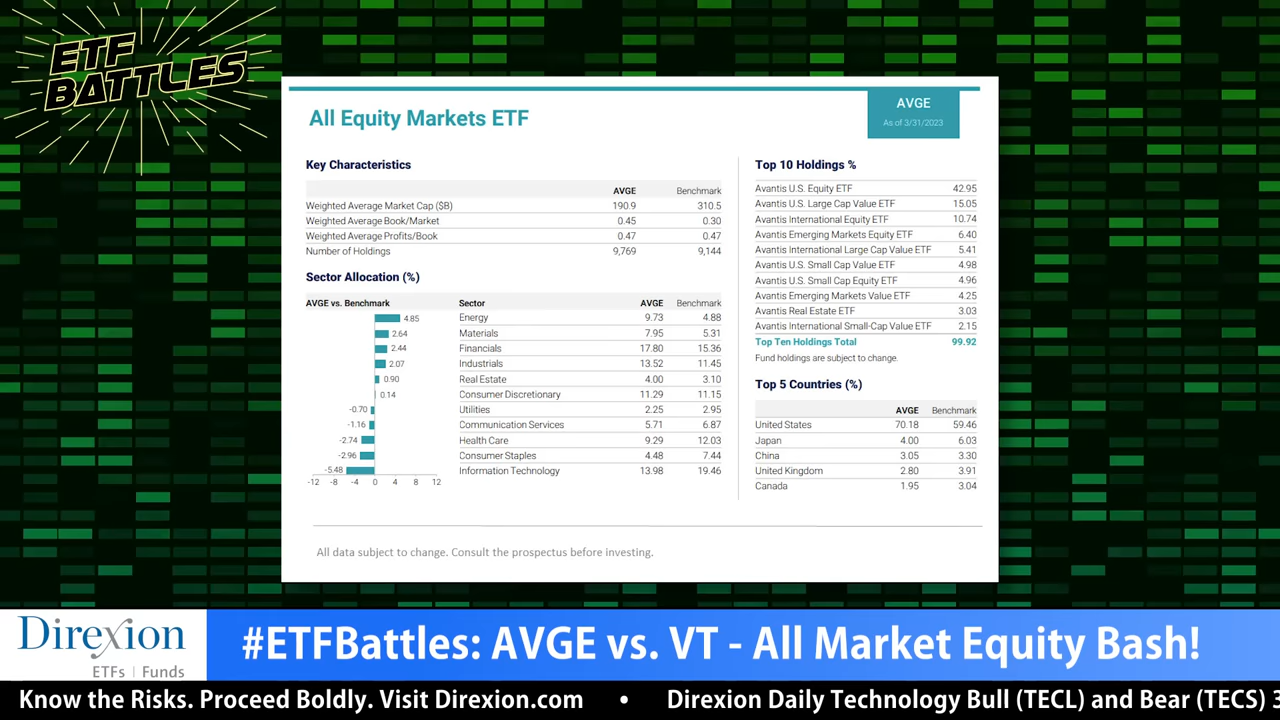 ETF
BATTLES
All Equity Markets ETF
AVGE
As of 3/31/2023
Key Characteristics
AVGE Benchmark
Weighted Average Market Cap ($B) 190.9 310.5
Weighted Average Book/Market 0.45 0.30
Weighted Average Profits/Book 0.47 0.47
Number of Holdings 9,769 9,144
Sector Allocation (%)
AVGE vs. Benchmark Sector AVGE Benchmark
4.85 Energy 9.73 4.88
2.64 Materials 7.95 5.31
2.44 Financials 17.80 15.36
2.07 Industrials 13.52 11.45
0.90 Real Estate 4.00 3.10
0.14 Consumer Discretionary 11.29 11.15
-0.70 Utilities 2.25 2.95
-1.16 Communication Services 5.71 6.87
-2.74 Health Care 9.29 12.03
-2.96 Consumer Staples 4.48 7.44
-5.48 Information Technology 13.98 19.46
-12 -8 -4 0 4 8 12
Top 10 Holdings %
Avantis U.S. Equity ETF 42.95
Avantis U.S. Large Cap Value ETF 15.05
Avantis International Equity ETF 10.74
Avantis Emerging Markets Equity ETF 6.40
Avantis International Large Cap Value ETF 5.41
Avantis U.S. Small Cap Value ETF 4.98
Avantis U.S. Small Cap Equity ETF 4.96
Avantis Emerging Markets Value ETF 4.25
Avantis Real Estate ETF 3.03
Avantis International Small-Cap Value ETF 2.15
Top Ten Holdings Total 99.92
Fund holdings are subject to change.
Top 5 Countries (%)
AVGE Benchmark
United States 70.18 59.46
Japan 4.00 6.03
China 3.05 3.30
United Kingdom 2.80 3.91
Canada 1.95 3.04
All data subject to change. Consult the prospectus before investing.
Direxion
ETFs | Funds
#ETFBattles: AVGE vs. VT - All Market Equity Bash!
Know the Risks. Proceed Boldly. Visit Direxion.com • Direxion Daily Technology Bull (TECL) and Bear (TECS) 3